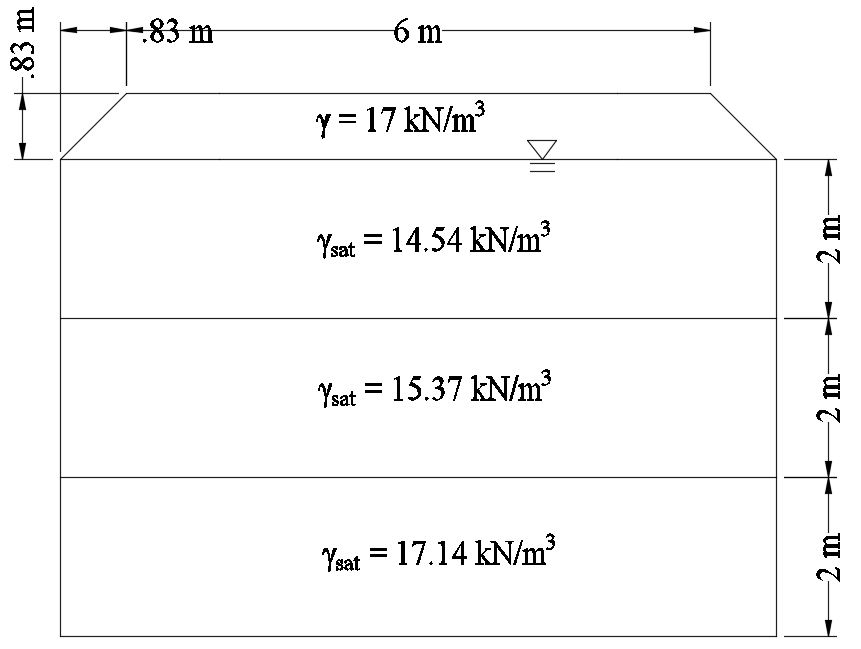 .83 m
6 m
.83 m
γ = 17 kN/m³
γsat = 14.54 kN/m³
2 m
γsat = 15.37 kN/m³
2 m
γsat = 17.14 kN/m³
2 m